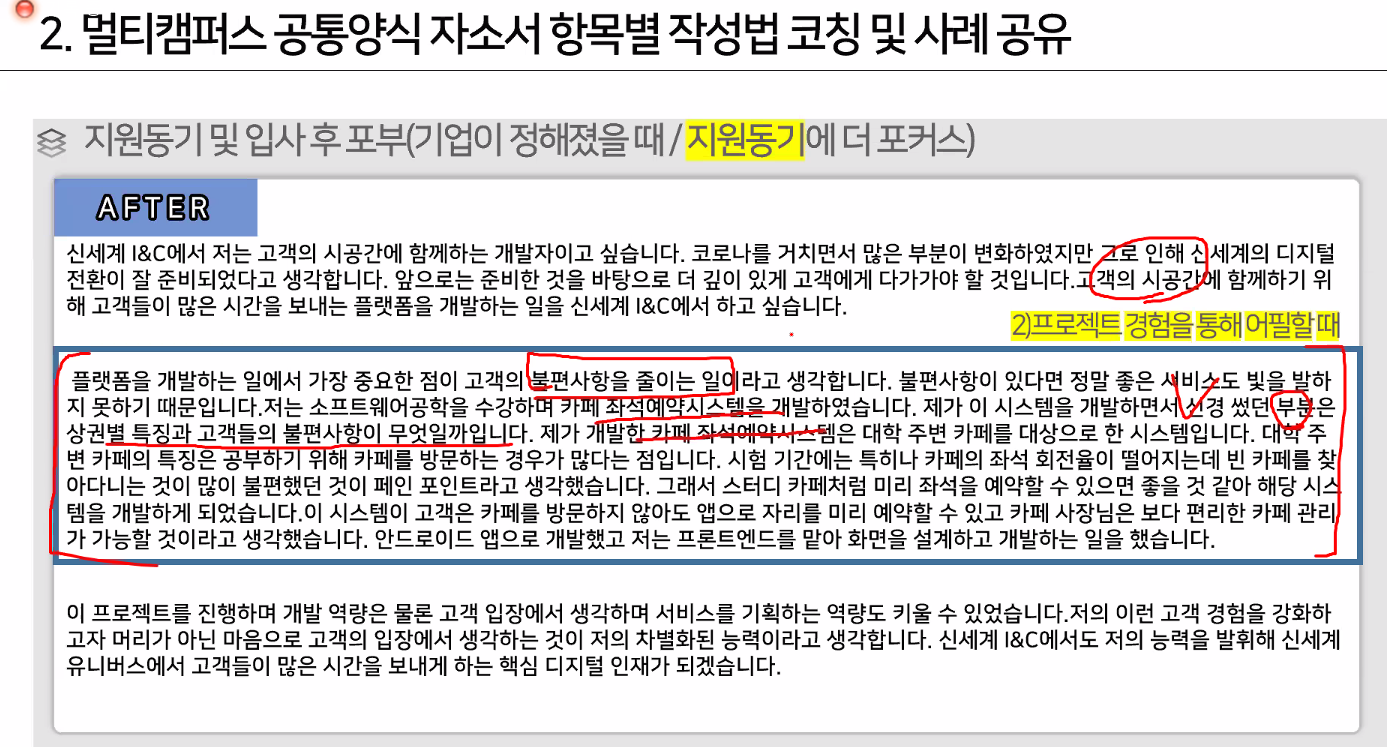 2. 멀티캠퍼스 공통양식 자소서 항목별 작성법 코칭 및 사례 공유
지원동기 및 입사 후 포부(기업이 정해졌을 때 / 지원동기에 더 포커스)
AFTER
신세계 I&C에서 저는 고객의 시공간에 함께하는 개발자이고 싶습니다. 코로나를 거치면서 많은 부분이 변화하였지만 그로 인해 신세계의 디지털
전환이 잘 준비되었다고 생각합니다. 앞으로는 준비한 것을 바탕으로 더 깊이 있게 고객에게 다가가야 할 것입니다.고객의 시공간에 함께하기 위
해 고객들이 많은 시간을 보내는 플랫폼을 개발하는 일을 신세계 I&C에서 하고 싶습니다.
2)프로젝트 경험을 통해 어필할 때
플랫폼을 개발하는 일에서 가장 중요한 점이 고객의 불편사항을 줄이는 일이라고 생각합니다. 불편사항이 있다면 정말 좋은 서비스도 빛을 발하
지 못하기 때문입니다.저는 소프트웨어공학을 수강하며 카페 좌석예약시스템을 개발하였습니다. 제가 이 시스템을 개발하면서 신경 썼던 부분은
상권별 특징과 고객들의 불편사항이 무엇일까입니다. 제가 개발한 카페 좌석예약시스템은 대학 주변 카페를 대상으로 한 시스템입니다. 대학 주
변 카페의 특징은 공부하기 위해 카페를 방문하는 경우가 많다는 점입니다. 시험 기간에는 특히나 카페의 좌석 회전율이 떨어지는데 빈 카페를 찾
아다니는 것이 많이 불편했던 것이 페인 포인트라고 생각했습니다. 그래서 스터디 카페처럼 미리 좌석을 예약할 수 있으면 좋을 것 같아 해당 시스
템을 개발하게 되었습니다.이 시스템이 고객은 카페를 방문하지 않아도 앱으로 자리를 미리 예약할 수 있고 카페 사장님은 보다 편리한 카페 관리
가 가능할 것이라고 생각했습니다. 안드로이드 앱으로 개발했고 저는 프론트엔드를 맡아 화면을 설계하고 개발하는 일을 했습니다.
이 프로젝트를 진행하며 개발 역량은 물론 고객 입장에서 생각하며 서비스를 기획하는 역량도 키울 수 있었습니다.저의 이런 고객 경험을 강화하
고자 머리가 아닌 마음으로 고객의 입장에서 생각하는 것이 저의 차별화된 능력이라고 생각합니다. 신세계 I&C에서도 저의 능력을 발휘해 신세계
유니버스에서 고객들이 많은 시간을 보내게 하는 핵심 디지털 인재가 되겠습니다.